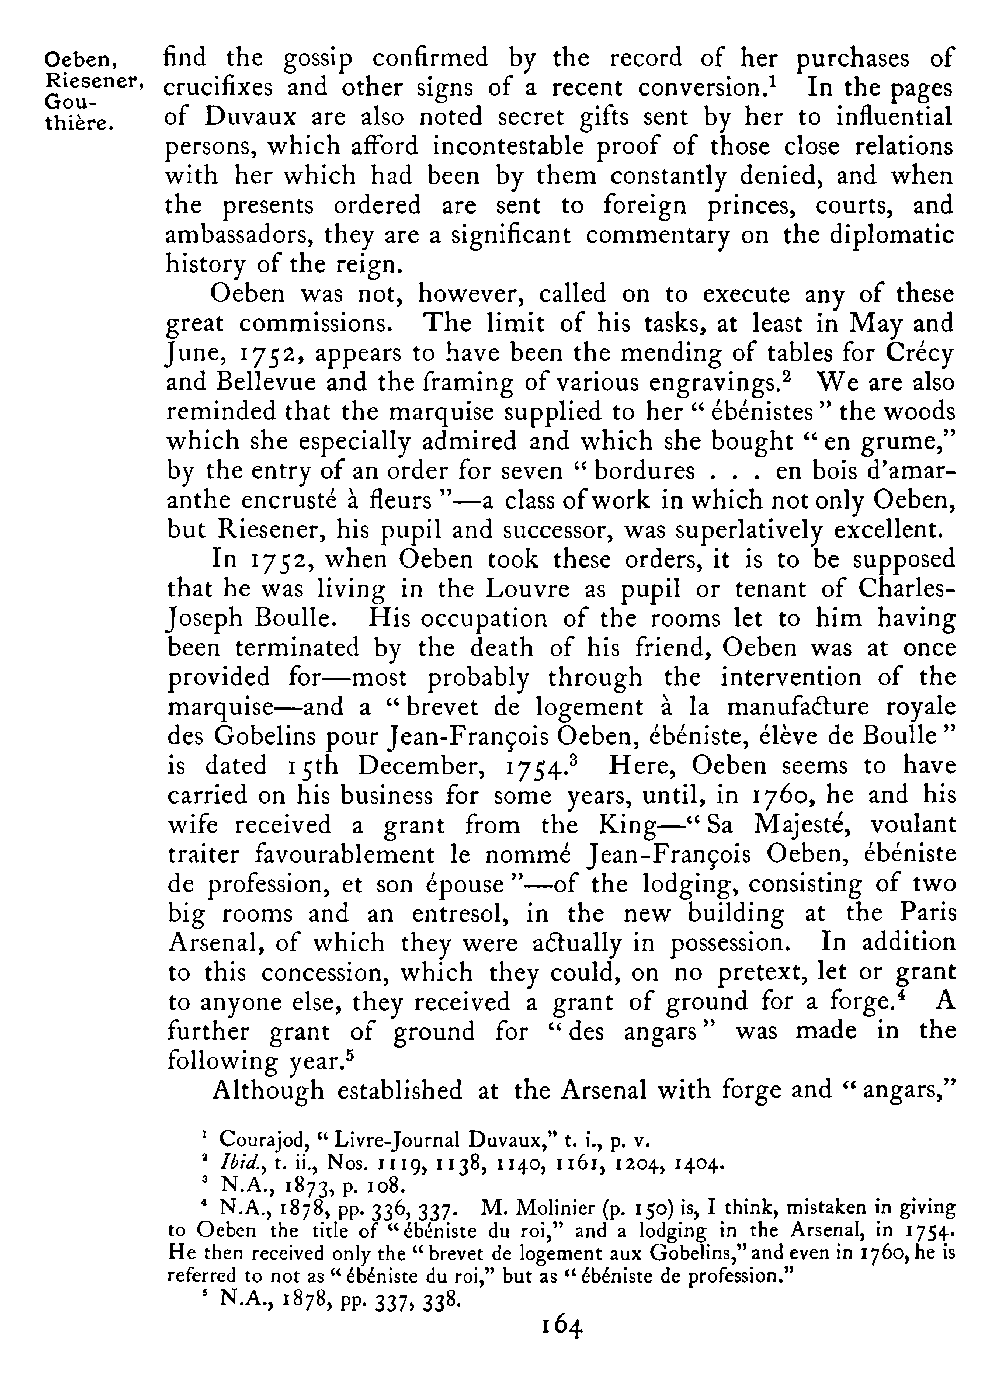 Oeben,
Riesener,
Gou-
thière.
find the gossip confirmed by the record of her purchases of
crucifixes and other signs of a recent conversion.¹ In the pages
of Duvaux are also noted secret gifts sent by her to influential
persons, which afford incontestable proof of those close relations
with her which had been by them constantly denied, and when
the presents ordered are sent to foreign princes, courts, and
ambassadors, they are a significant commentary on the diplomatic
history of the reign.
Oeben was not, however, called on to execute any of these
great commissions. The limit of his tasks, at least in May and
June, 1752, appears to have been the mending of tables for Crécy
and Bellevue and the framing of various engravings.² We are also
reminded that the marquise supplied to her “ ébénistes ” the woods
which she especially admired and which she bought “ en grume,”
by the entry of an order for seven “ bordures . . . en bois d’amar-
anthe encrusté à fleurs ”—a class of work in which not only Oeben,
but Riesener, his pupil and successor, was superlatively excellent.
In 1752, when Oeben took these orders, it is to be supposed
that he was living in the Louvre as pupil or tenant of Charles-
Joseph Boulle. His occupation of the rooms let to him having
been terminated by the death of his friend, Oeben was at once
provided for—most probably through the intervention of the
marquise—and a “ brevet de logement à la manufacture royale
des Gobelins pour Jean-François Oeben, ébéniste, élève de Boulle ”
is dated 15th December, 1754.³ Here, Oeben seems to have
carried on his business for some years, until, in 1760, he and his
wife received a grant from the King—“ Sa Majesté, voulant
traiter favourablement le nommé Jean-François Oeben, ébéniste
de profession, et son épouse ”—of the lodging, consisting of two
big rooms and an entresol, in the new building at the Paris
Arsenal, of which they were actually in possession. In addition
to this concession, which they could, on no pretext, let or grant
to anyone else, they received a grant of ground for a forge.⁴ A
further grant of ground for “ des angars ” was made in the
following year.⁵
Although established at the Arsenal with forge and “ angars,”
¹ Courajod, “ Livre-Journal Duvaux,” t. i., p. v.
² Ibid., t. ii., Nos. 1119, 1138, 1140, 1161, 1204, 1404.
³ N.A., 1873, p. 108.
⁴ N.A., 1878, pp. 336, 337. M. Molinier (p. 150) is, I think, mistaken in giving
to Oeben the title of “ ébéniste du roi,” and a lodging in the Arsenal, in 1754.
He then received only the “ brevet de logement aux Gobelins,” and even in 1760, he is
referred to not as “ ébéniste du roi,” but as “ ébéniste de profession.”
⁵ N.A., 1878, pp. 337, 338.
164